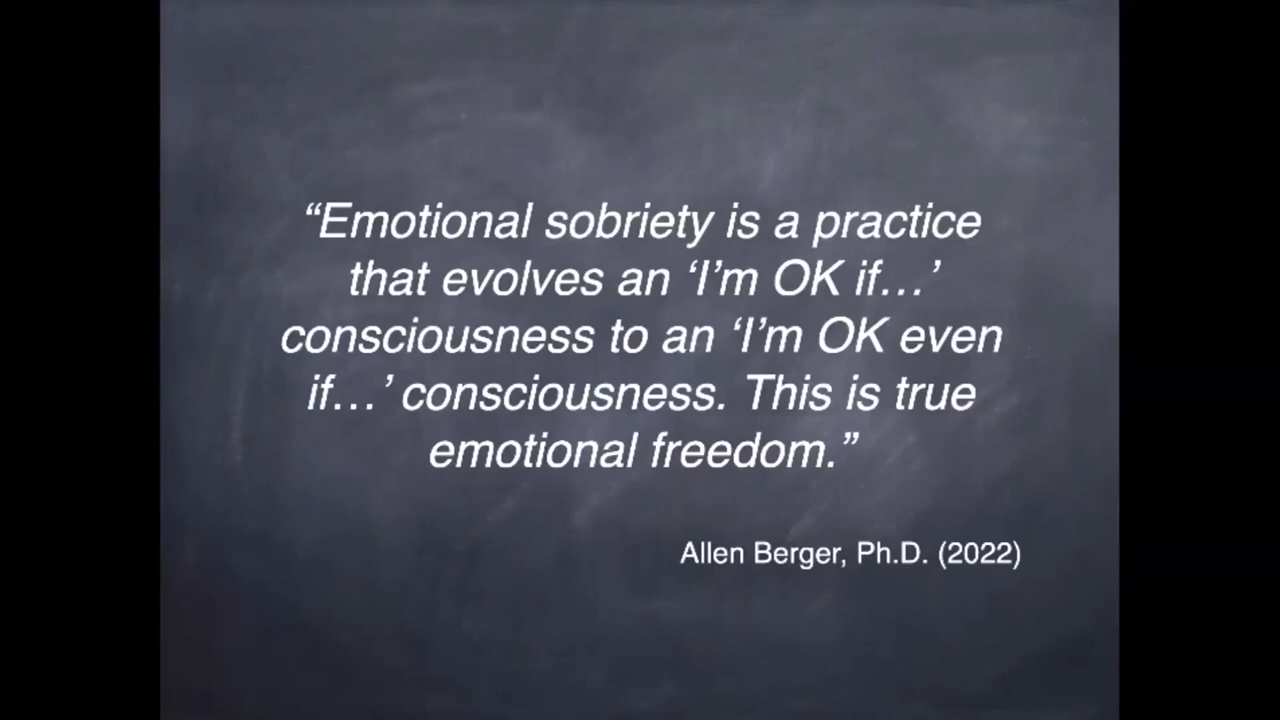 “Emotional sobriety is a practice
that evolves an ‘I’m OK if…’
consciousness to an ‘I’m OK even
if…’ consciousness. This is true
emotional freedom.”
Allen Berger, Ph.D. (2022)